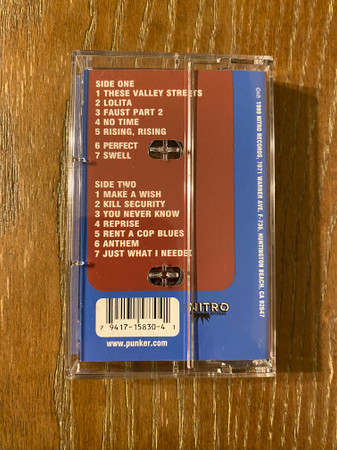 SIDE ONE
1 THESE VALLEY STREETS
2 LOLITA
3 FAUST PART 2
4 NO TIME
5 RISING, RISING
6 PERFECT
7 SWELL
SIDE TWO
1 MAKE A WISH
2 KILL SECURITY
3 YOU NEVER KNOW
4 REPRISE
5 RENT A COP BLUES
6 ANTHEM
7 JUST WHAT I NEEDED
7 9417-15830-4 1
www.punker.com
NITRO
©℗ 1999 NITRO RECORDS, 7071 WARNER AVE. F-736, HUNTINGTON BEACH, CA 92647